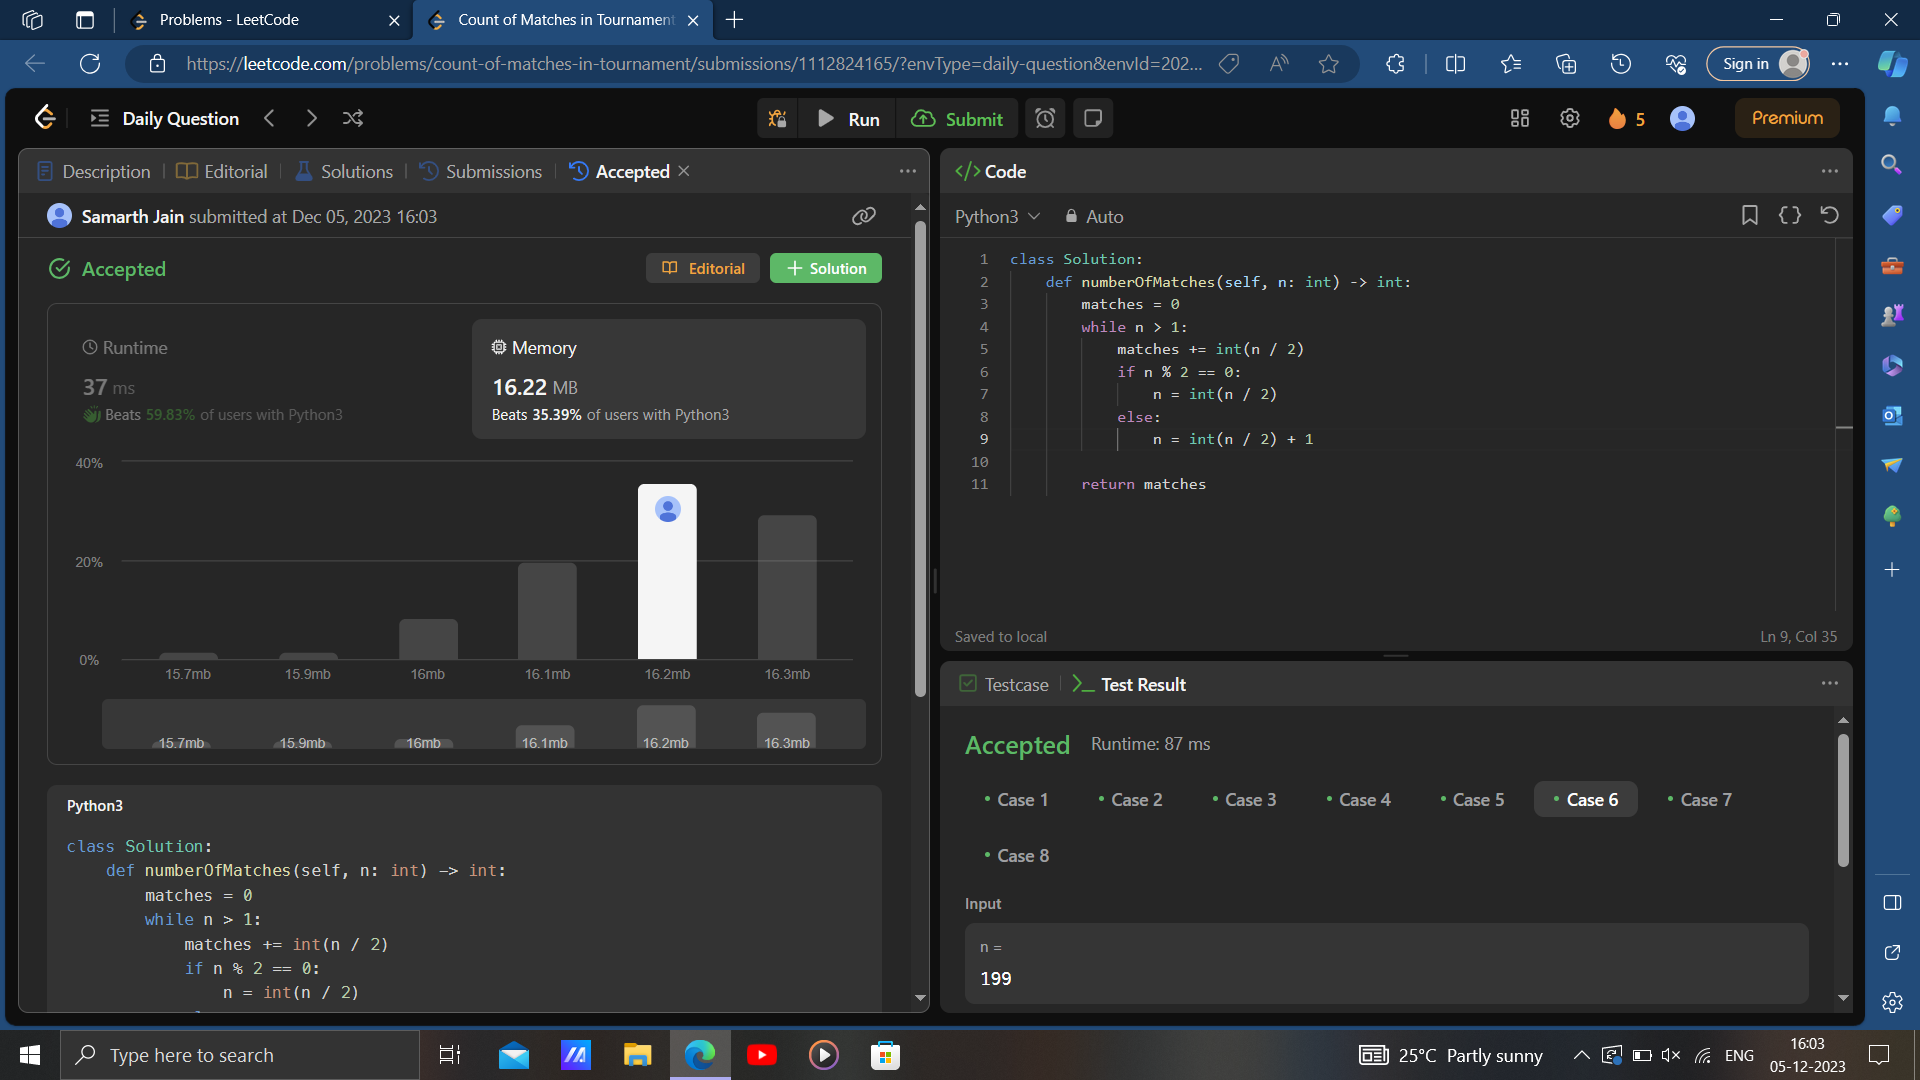 Problems - LeetCode
Count of Matches in Tournament
https://leetcode.com/problems/count-of-matches-in-tournament/submissions/1112824165/?envType=daily-question&envId=202...
Sign in
Daily Question
Run
Submit
5
Premium
Description
Editorial
Solutions
Submissions
Accepted
Samarth Jain submitted at Dec 05, 2023 16:03
Accepted
Editorial
Solution
Runtime
37 ms
Beats 59.83% of users with Python3
Memory
16.22 MB
Beats 35.39% of users with Python3
40%
20%
0%
15.7mb 15.9mb 16mb 16.1mb 16.2mb 16.3mb
15.7mb 15.9mb 16mb 16.1mb 16.2mb 16.3mb
Python3
class Solution:
    def numberOfMatches(self, n: int) -> int:
        matches = 0
        while n > 1:
            matches += int(n / 2)
            if n % 2 == 0:
                n = int(n / 2)
</> Code
Python3
Auto
1 class Solution:
2     def numberOfMatches(self, n: int) -> int:
3         matches = 0
4         while n > 1:
5             matches += int(n / 2)
6             if n % 2 == 0:
7                 n = int(n / 2)
8             else:
9                 n = int(n / 2) + 1
10
11         return matches
Saved to local
Ln 9, Col 35
Testcase
Test Result
Accepted Runtime: 87 ms
Case 1 Case 2 Case 3 Case 4 Case 5 Case 6 Case 7
Case 8
Input
n =
199
Type here to search
25°C Partly sunny
ENG
16:03
05-12-2023